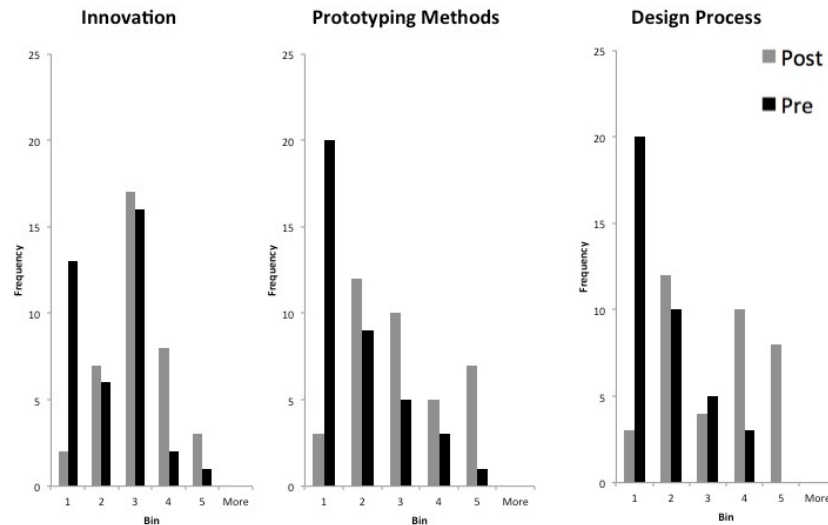 Innovation
25
20
15
10
5
0
Frequency
1 2 3 4 5 More
Bin
Prototyping Methods
25
20
15
10
5
0
Frequency
1 2 3 4 5 More
Bin
Design Process
25
20
15
10
5
0
Frequency
1 2 3 4 5 More
Bin
Post
Pre